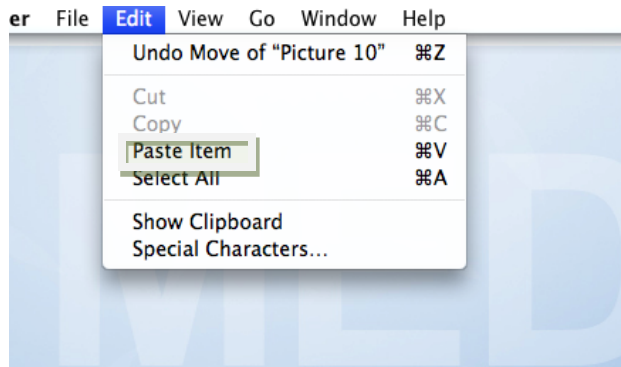 er File Edit View Go Window Help
Undo Move of “Picture 10” ⌘Z
Cut ⌘X
Copy ⌘C
Paste Item ⌘V
Select All ⌘A
Show Clipboard
Special Characters...
MED